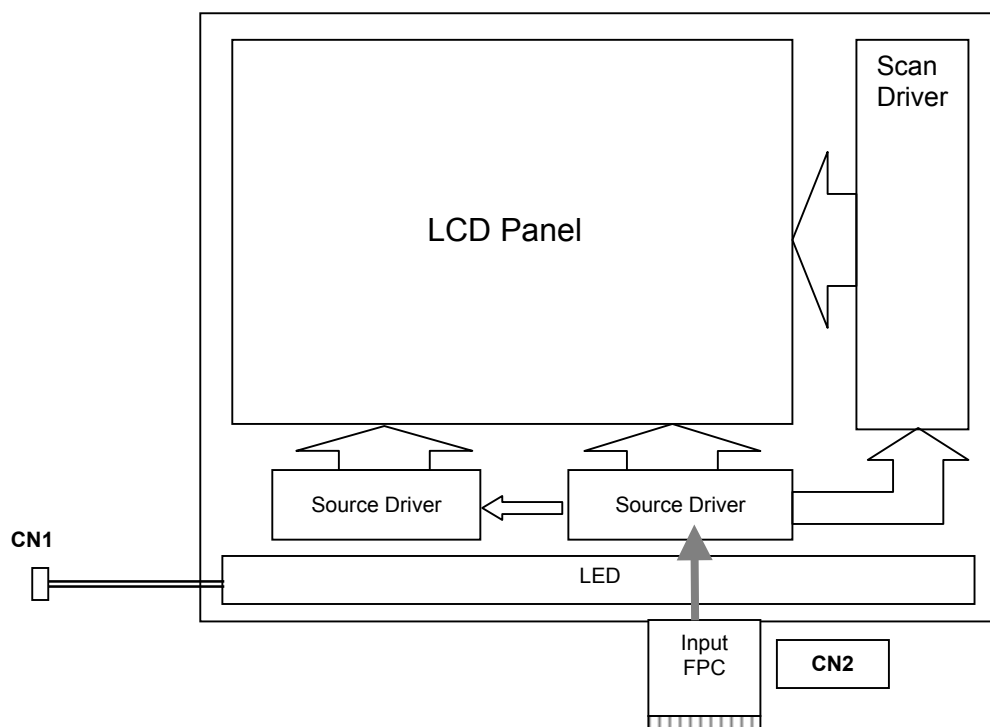 Scan
Driver
LCD Panel
Source Driver
Source Driver
CN1
LED
Input
FPC
CN2